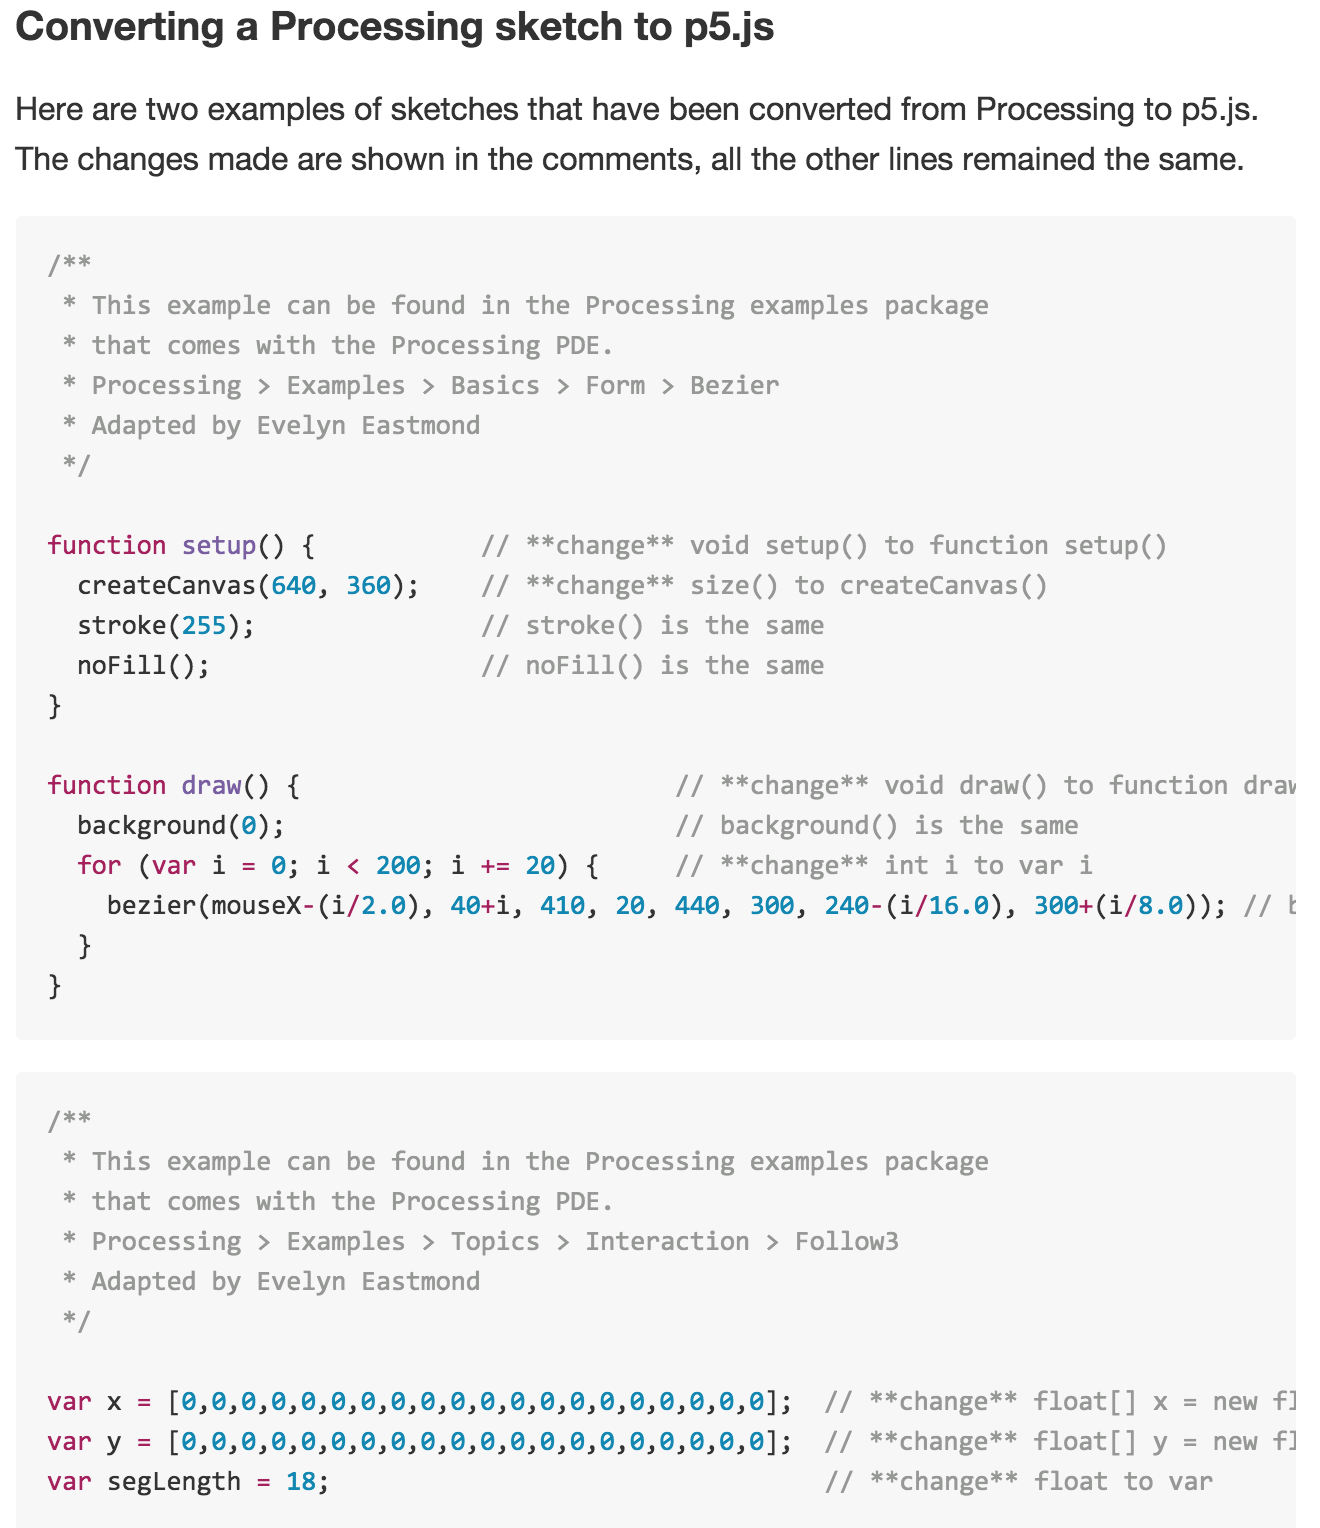 Converting a Processing sketch to p5.js
Here are two examples of sketches that have been converted from Processing to p5.js.
The changes made are shown in the comments, all the other lines remained the same.
/**
 * This example can be found in the Processing examples package
 * that comes with the Processing PDE.
 * Processing > Examples > Basics > Form > Bezier
 * Adapted by Evelyn Eastmond
 */
function setup() {           // **change** void setup() to function setup()
  createCanvas(640, 360);    // **change** size() to createCanvas()
  stroke(255);               // stroke() is the same
  noFill();                  // noFill() is the same
}
function draw() {                         // **change** void draw() to function draw
  background(0);                          // background() is the same
  for (var i = 0; i < 200; i += 20) {     // **change** int i to var i
    bezier(mouseX-(i/2.0), 40+i, 410, 20, 440, 300, 240-(i/16.0), 300+(i/8.0)); //
  }
}
/**
 * This example can be found in the Processing examples package
 * that comes with the Processing PDE.
 * Processing > Examples > Topics > Interaction > Follow3
 * Adapted by Evelyn Eastmond
 */
var x = [0,0,0,0,0,0,0,0,0,0,0,0,0,0,0,0,0,0,0,0];  // **change** float[] x = new fl
var y = [0,0,0,0,0,0,0,0,0,0,0,0,0,0,0,0,0,0,0,0];  // **change** float[] y = new fl
var segLength = 18;                                 // **change** float to var